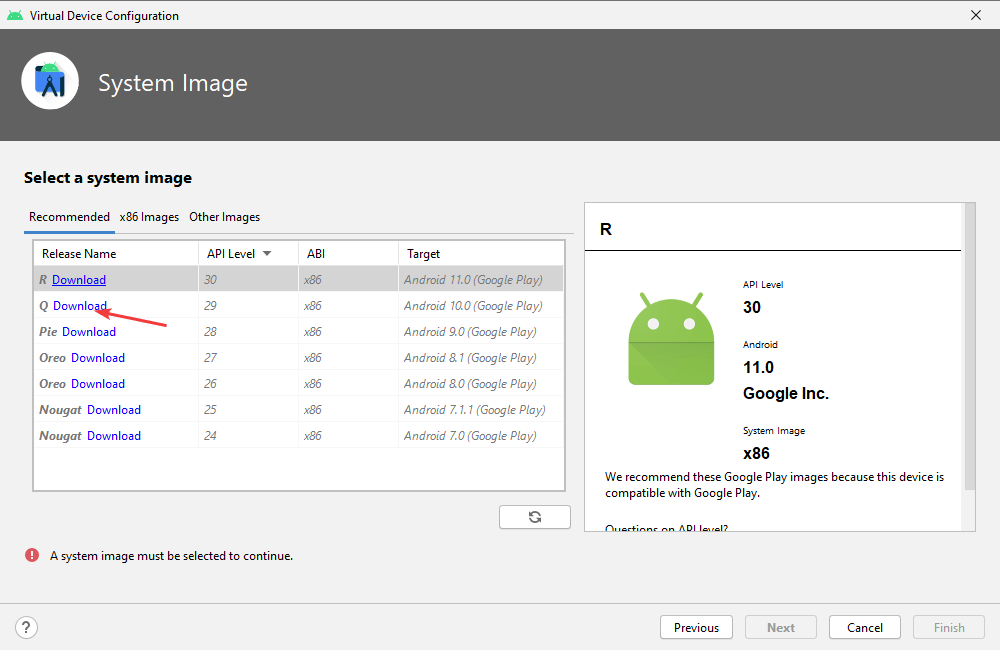 Virtual Device Configuration
System Image
Select a system image
Recommended x86 Images Other Images
Release Name API Level ABI Target
R Download 30 x86 Android 11.0 (Google Play)
Q Download 29 x86 Android 10.0 (Google Play)
Pie Download 28 x86 Android 9.0 (Google Play)
Oreo Download 27 x86 Android 8.1 (Google Play)
Oreo Download 26 x86 Android 8.0 (Google Play)
Nougat Download 25 x86 Android 7.1.1 (Google Play)
Nougat Download 24 x86 Android 7.0 (Google Play)
R
API Level
30
Android
11.0
Google Inc.
System Image
x86
We recommend these Google Play images because this device is
compatible with Google Play.
Questions on API level?
A system image must be selected to continue.
? Previous Next Cancel Finish